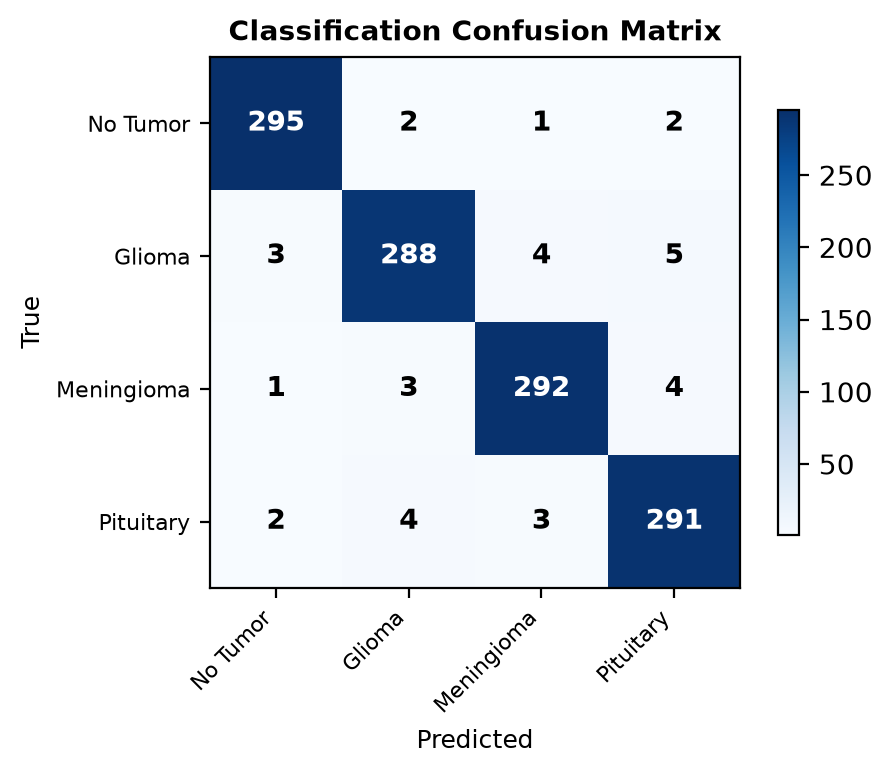 Classification Confusion Matrix
No Tumor 295 2 1 2
Glioma 3 288 4 5
Meningioma 1 3 292 4
Pituitary 2 4 3 291
True
No Tumor
Glioma
Meningioma
Pituitary
Predicted
250
200
150
100
50